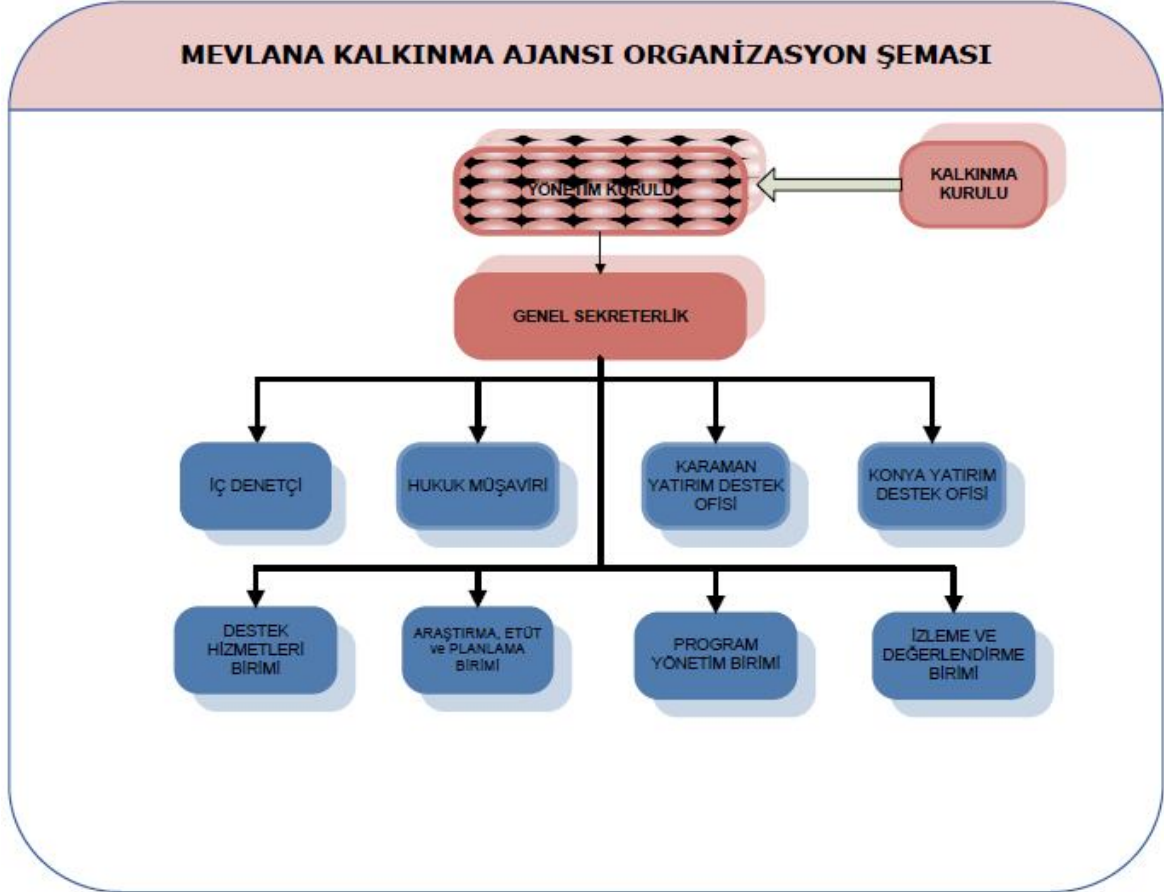 MEVLANA KALKINMA AJANSI ORGANİZASYON ŞEMASI
YÖNETİM KURULU
KALKINMA
KURULU
GENEL SEKRETERLİK
İÇ DENETÇİ
HUKUK MÜŞAVİRİ
KARAMAN
YATIRIM DESTEK
OFİSİ
KONYA YATIRIM
DESTEK OFİSİ
DESTEK
HİZMETLERİ
BİRİMİ
ARAŞTIRMA, ETÜT
ve PLANLAMA
BİRİMİ
PROGRAM
YÖNETİM BİRİMİ
İZLEME VE
DEĞERLENDİRME
BİRİMİ